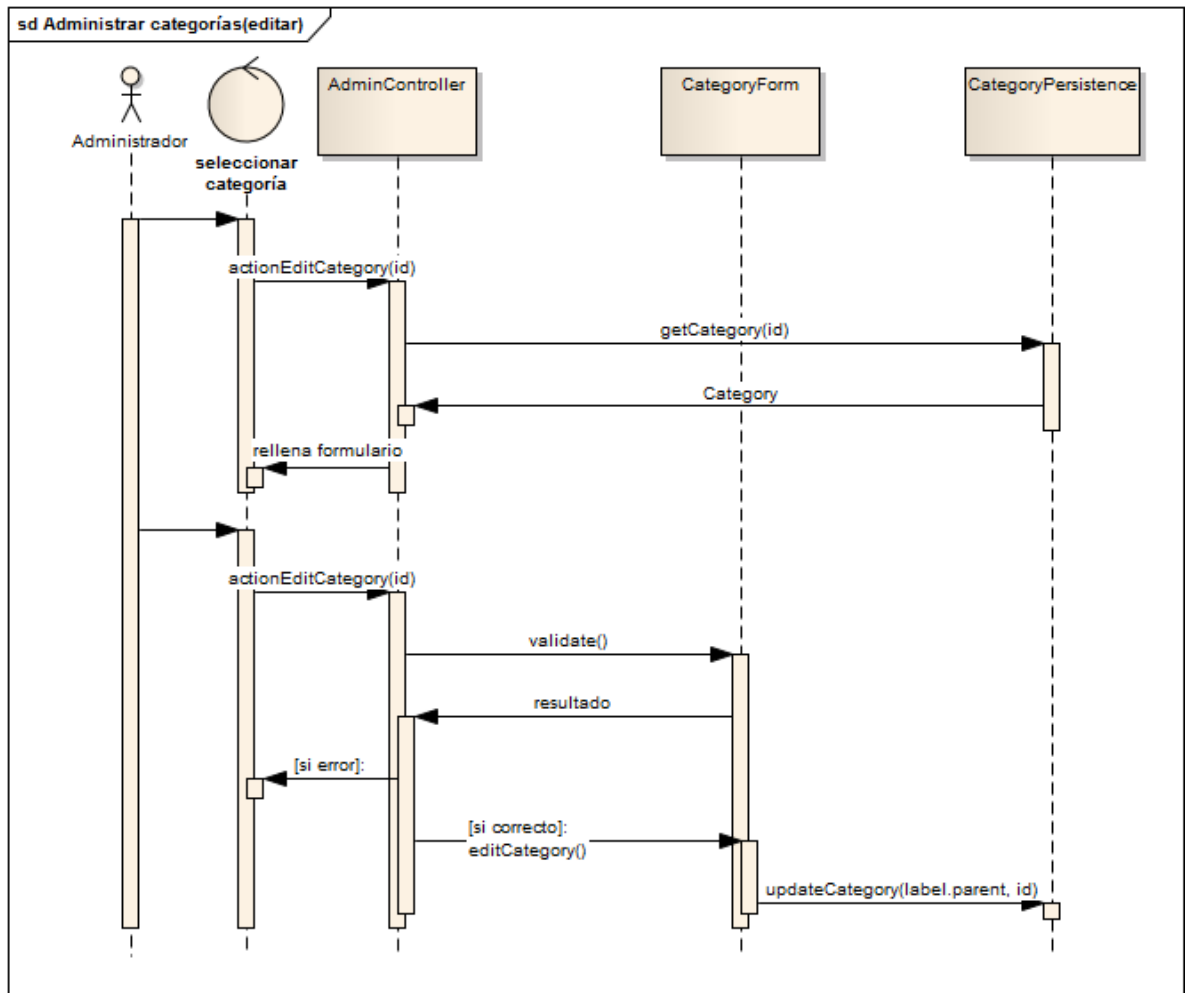 sd Administrar categorías(editar)
Administrador
seleccionar
categoría
AdminController
CategoryForm
CategoryPersistence
actionEditCategory(id)
getCategory(id)
Category
rellena formulario
actionEditCategory(id)
validate()
resultado
[si error]:
[si correcto]:
editCategory()
updateCategory(label.parent, id)